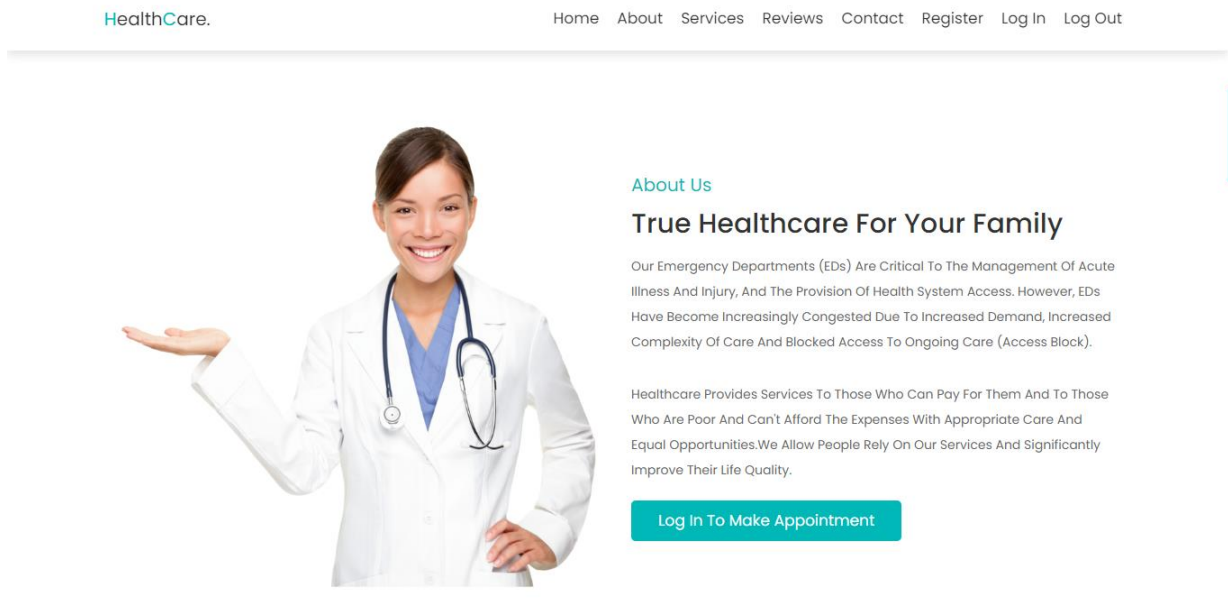 HealthCare.
Home About Services Reviews Contact Register Log In Log Out
About Us
True Healthcare For Your Family
Our Emergency Departments (EDs) Are Critical To The Management Of Acute
Illness And Injury, And The Provision Of Health System Access. However, EDs
Have Become Increasingly Congested Due To Increased Demand, Increased
Complexity Of Care And Blocked Access To Ongoing Care (Access Block).
Healthcare Provides Services To Those Who Can Pay For Them And To Those
Who Are Poor And Can't Afford The Expenses With Appropriate Care And
Equal Opportunities.We Allow People Rely On Our Services And Significantly
Improve Their Life Quality.
Log In To Make Appointment